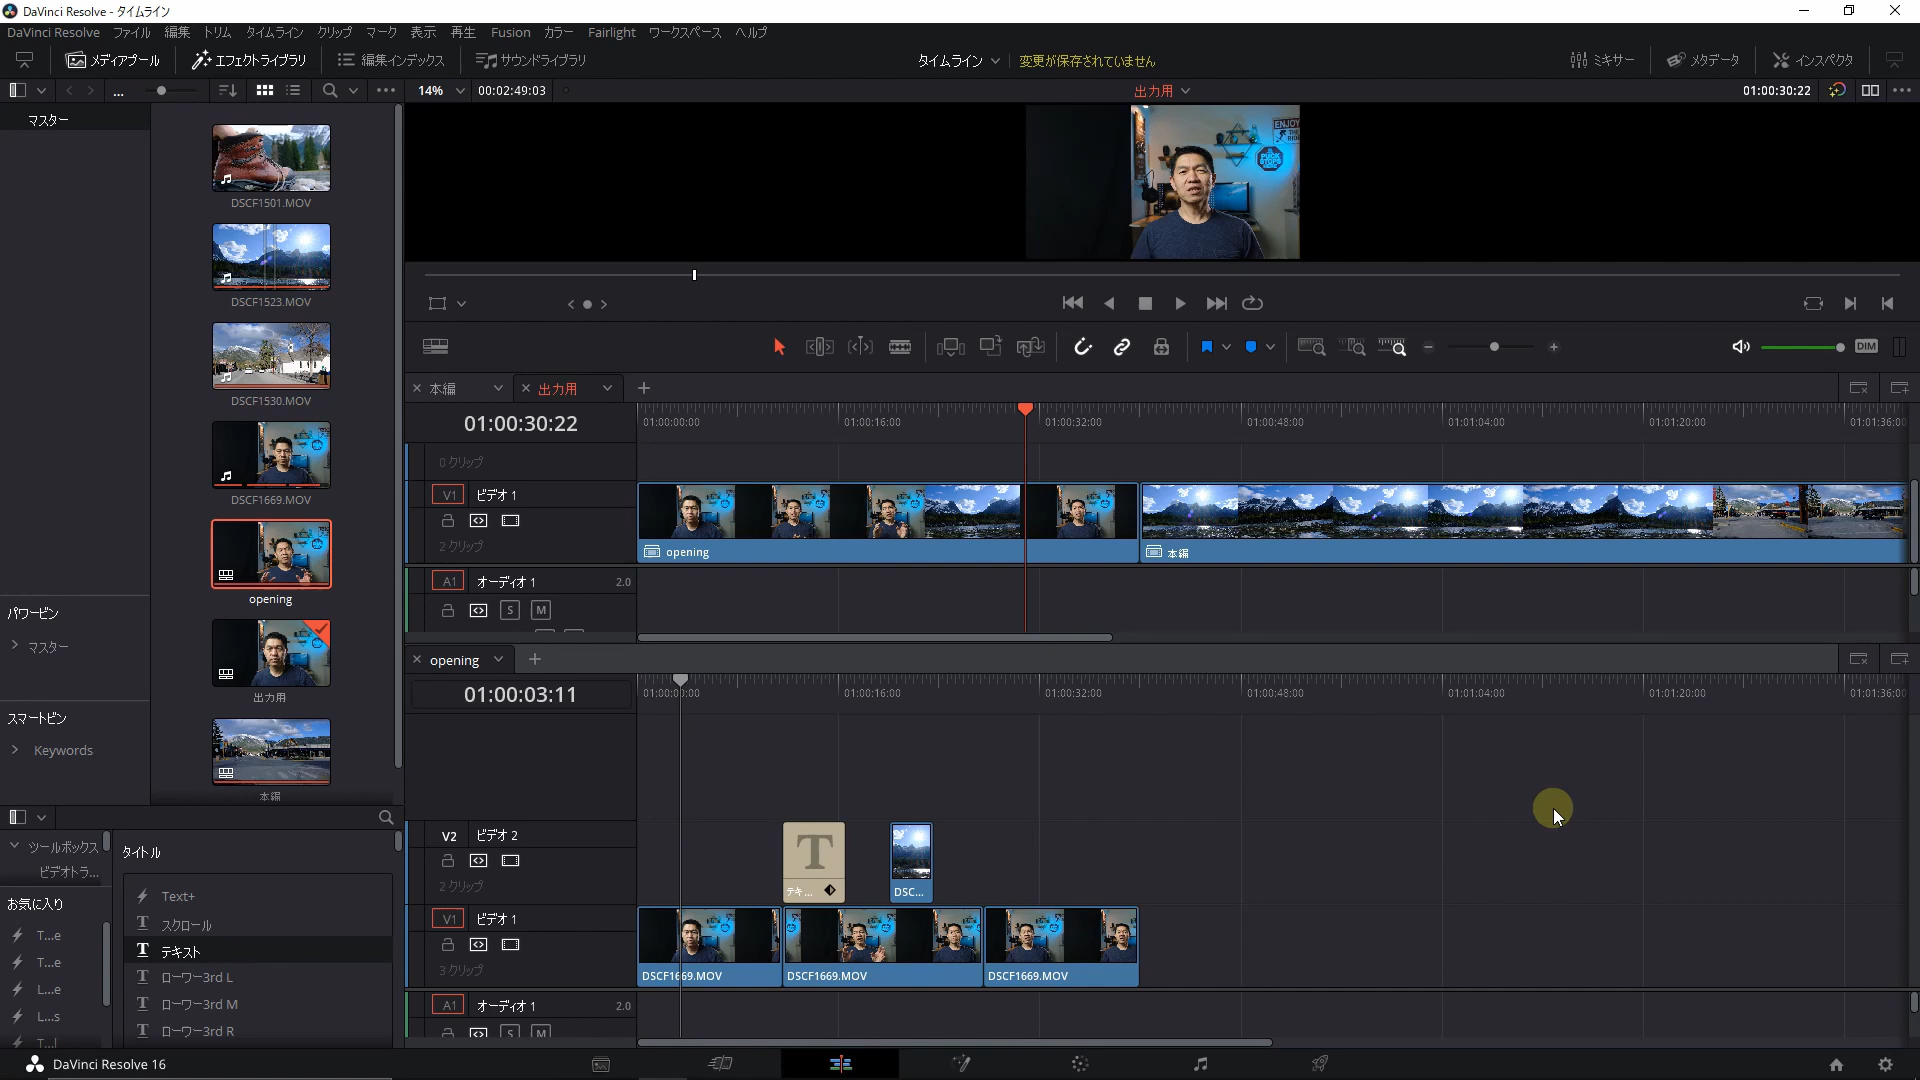 DaVinci Resolve - タイムライン
DaVinci Resolve ファイル 編集 トリム タイムライン クリップ マーク 表示 再生 Fusion カラー Fairlight ワークスペース ヘルプ
メディアプール エフェクトライブラリ 編集インデックス サウンドライブラリ タイムライン 変更が保存されていません ミキサー メタデータ インスペクタ
... 14% 00:02:49:03 出力用 01:00:30:22
マスター
DSCF1501.MOV
DSCF1523.MOV
DSCF1530.MOV
DSCF1669.MOV
opening
出力用
本編
パワービン
マスター
スマートビン
Keywords
ENJOY
THE
PUCK
STOPS
HERE
DIM
本編 出力用
01:00:30:22
01:00:00:00 01:00:16:00 01:00:32:00 01:00:48:00 01:01:04:00 01:01:20:00 01:01:36:00
0 クリップ
V1 ビデオ 1
2 クリップ
opening 本編
A1 オーディオ 1 2.0
S M
opening
01:00:03:11
01:00:00:00 01:00:16:00 01:00:32:00 01:00:48:00 01:01:04:00 01:01:20:00 01:01:36:00
V2 ビデオ 2
2 クリップ
T
テキ... DSC...
V1 ビデオ 1
3 クリップ
DSCF1669.MOV DSCF1669.MOV DSCF1669.MOV
A1 オーディオ 1 2.0
S M
ツールボックス
ビデオトラ...
お気に入り
T...e
T...e
L...e
L...s
T...l
タイトル
Text+
スクロール
テキスト
ローワー3rd L
ローワー3rd M
ローワー3rd R
DaVinci Resolve 16